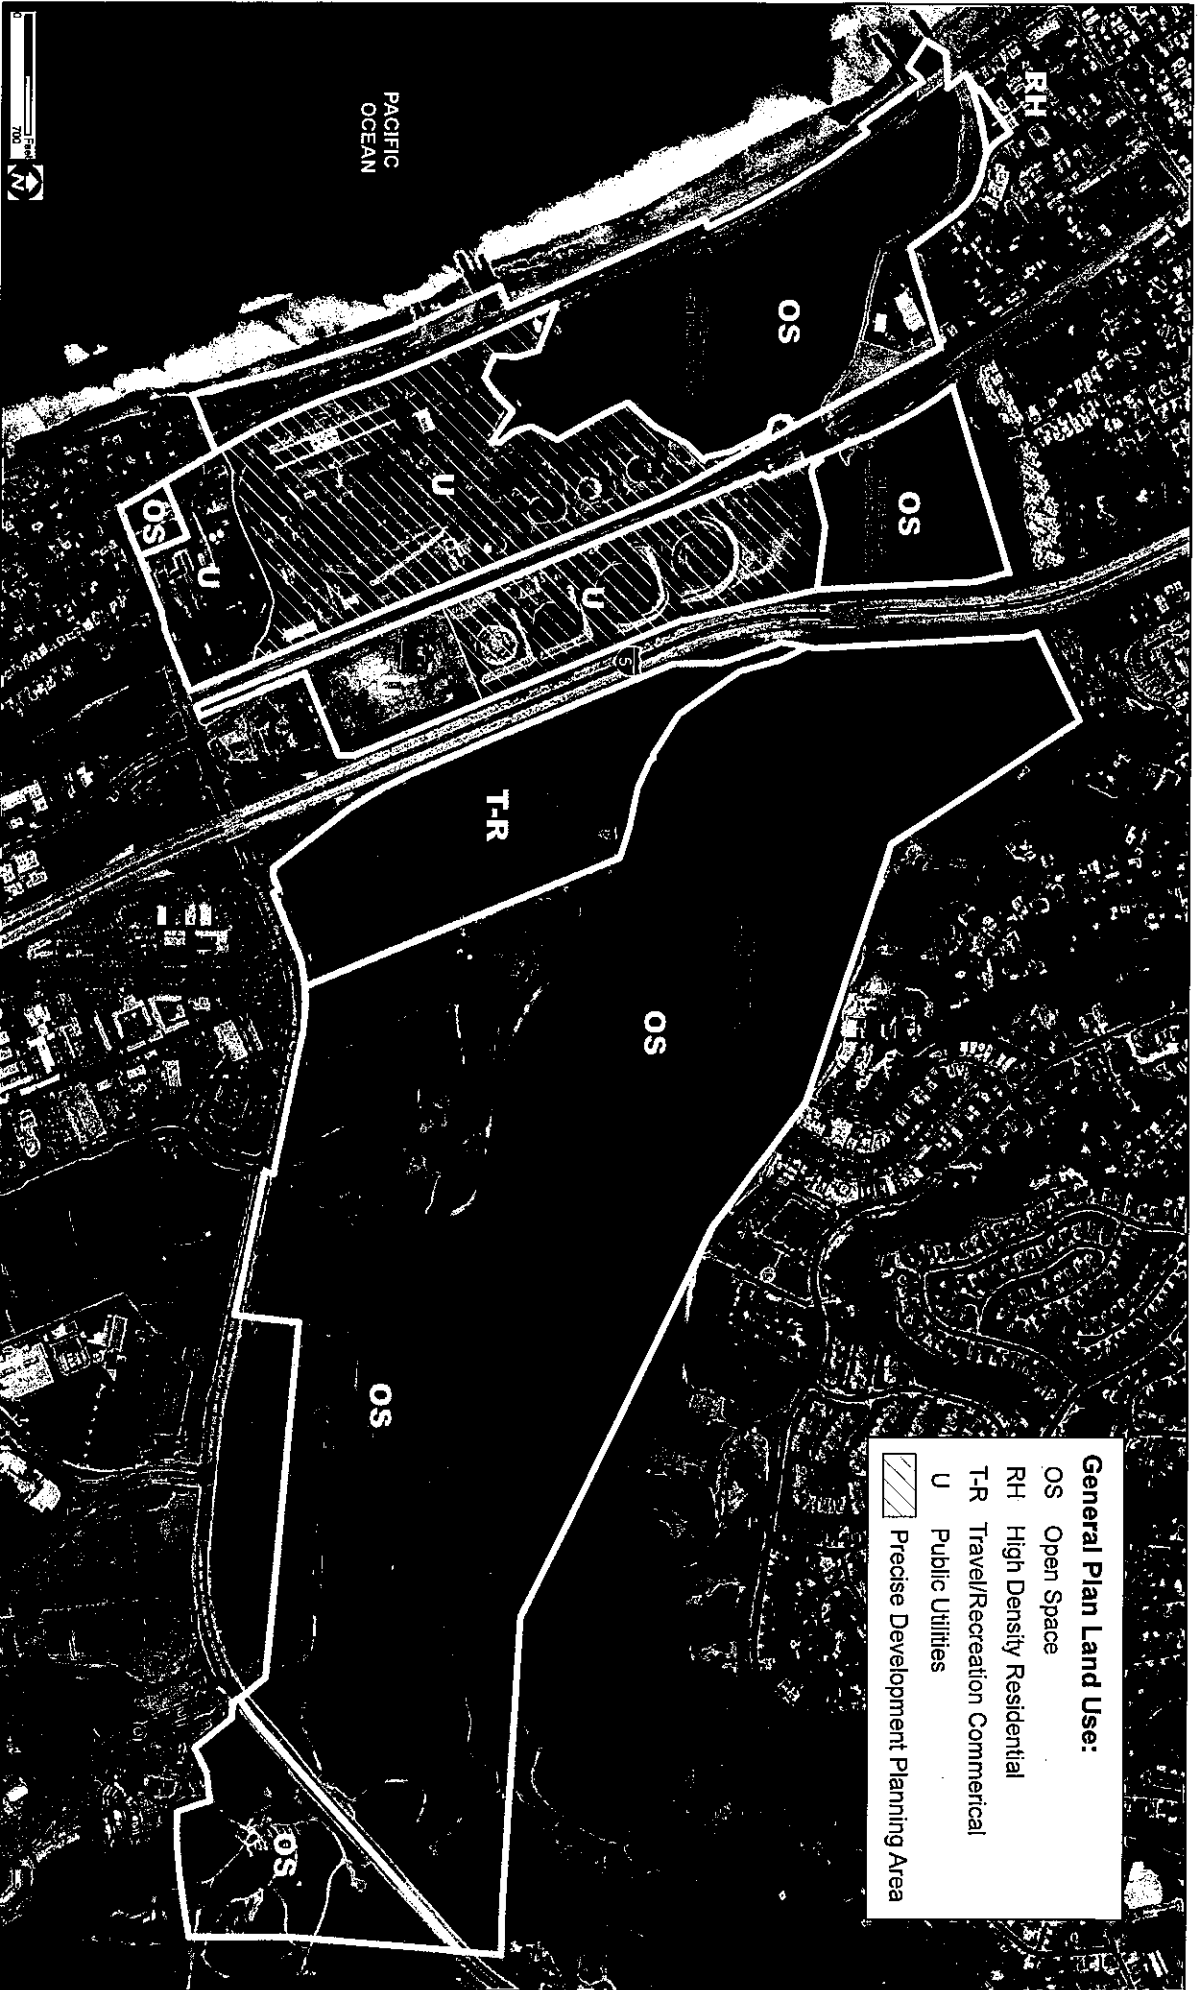 General Plan Land Use:
OS Open Space
RH High Density Residential
T-R Travel/Recreation Commerical
U Public Utilities
Precise Development Planning Area
RH
PACIFIC
OCEAN
OS
OS
U
U
U
U
OS
5
T-R
OS
OS
OS
0 700
Feet
N